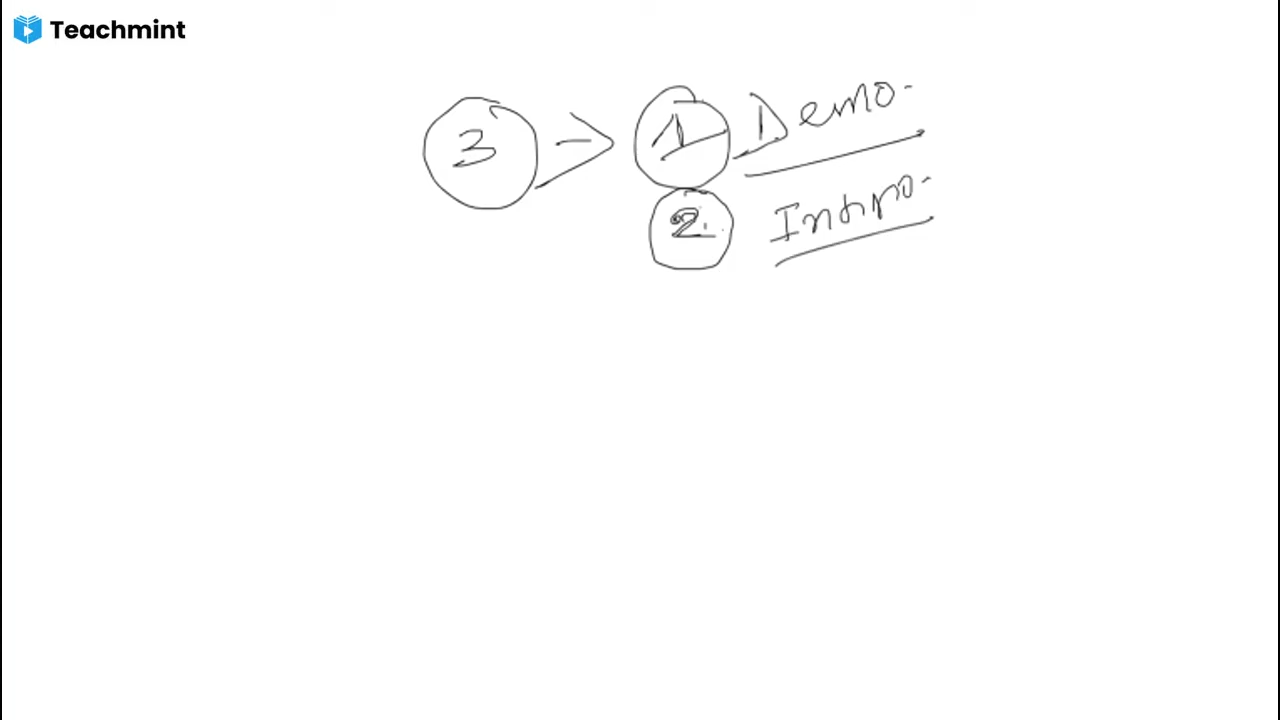 Teachmint
3 → 1 Demo.
2. Intro.